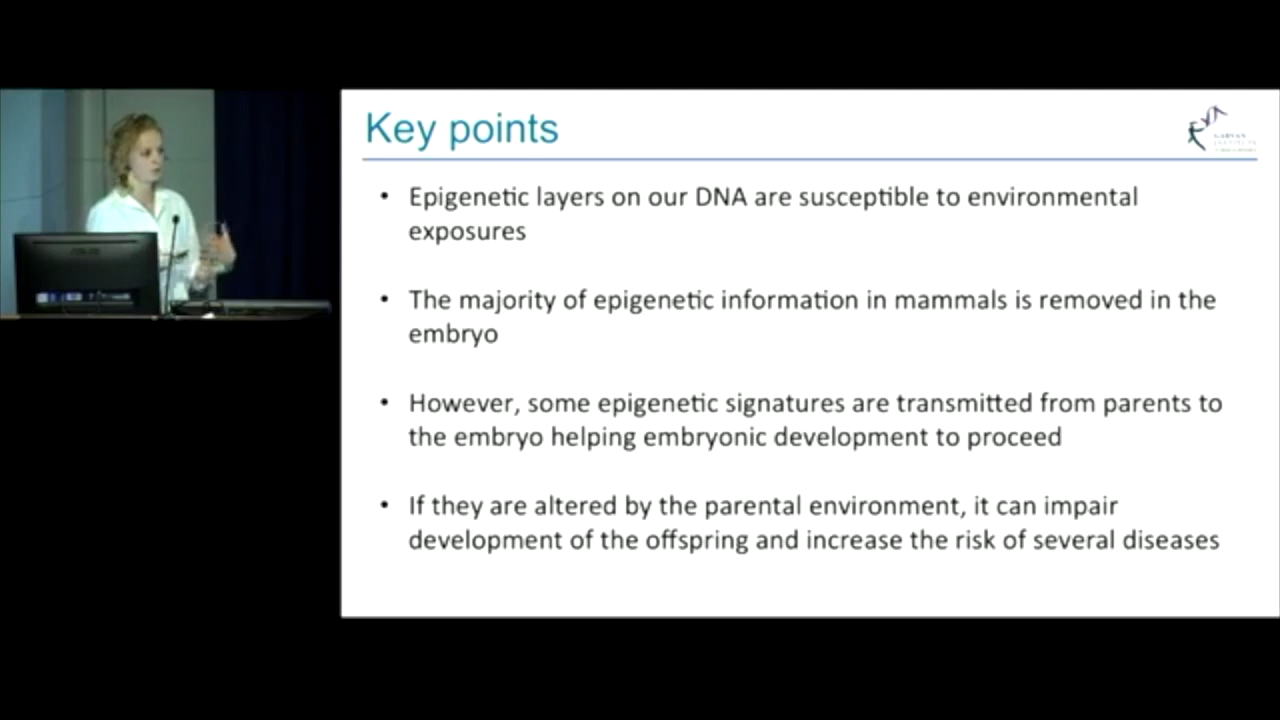 Key points
GARVAN
INSTITUTE
• Epigenetic layers on our DNA are susceptible to environmental
exposures
• The majority of epigenetic information in mammals is removed in the
embryo
• However, some epigenetic signatures are transmitted from parents to
the embryo helping embryonic development to proceed
• If they are altered by the parental environment, it can impair
development of the offspring and increase the risk of several diseases